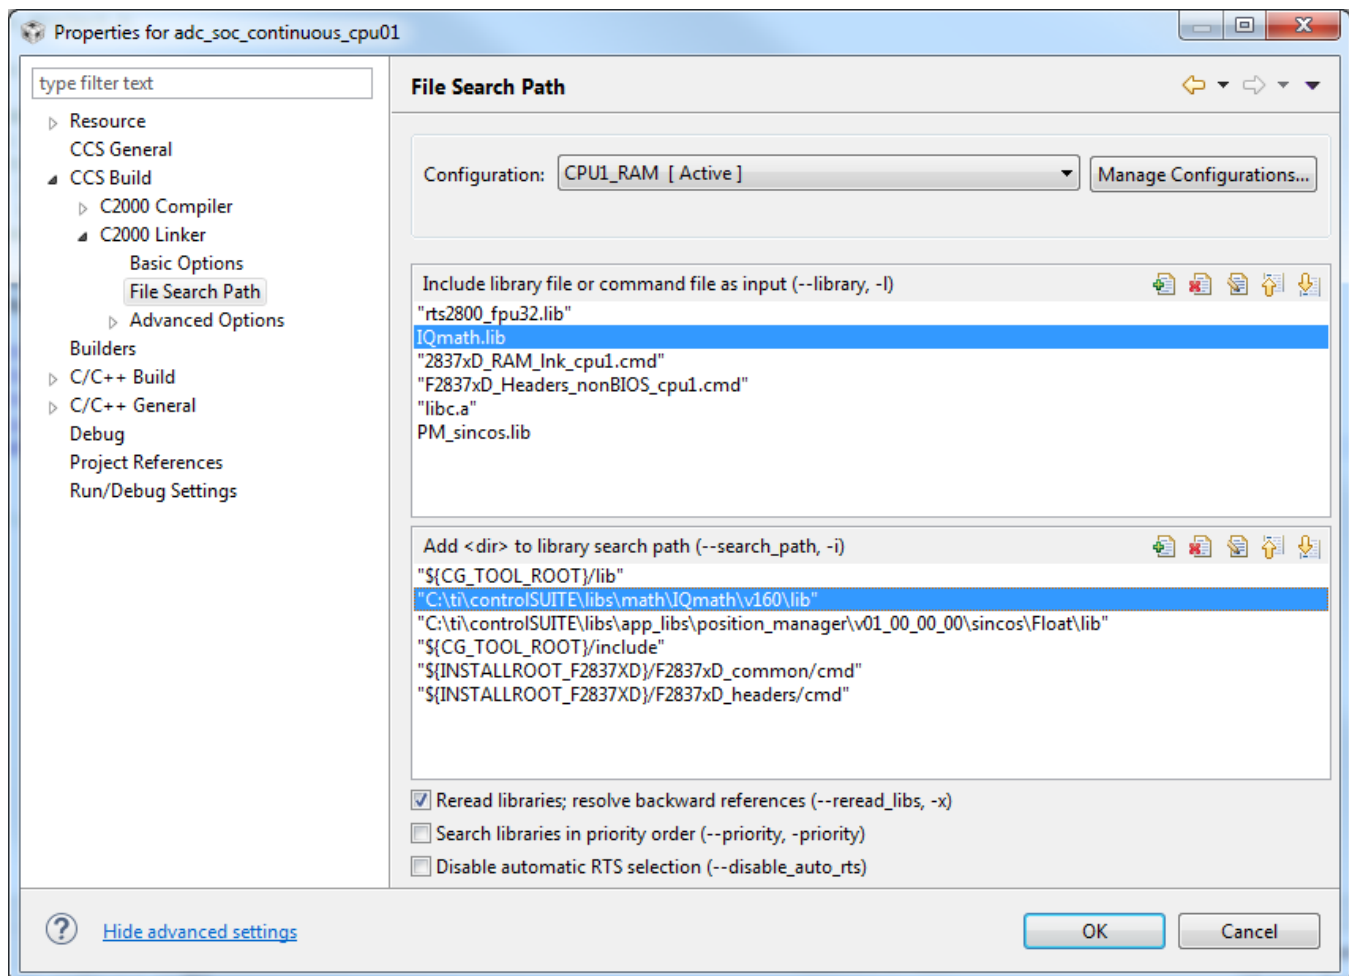 Properties for adc_soc_continuous_cpu01
type filter text
Resource
CCS General
CCS Build
C2000 Compiler
C2000 Linker
Basic Options
File Search Path
Advanced Options
Builders
C/C++ Build
C/C++ General
Debug
Project References
Run/Debug Settings
File Search Path
Configuration: CPU1_RAM [ Active ] Manage Configurations...
Include library file or command file as input (--library, -l)
"rts2800_fpu32.lib"
IQmath.lib
"2837xD_RAM_lnk_cpu1.cmd"
"F2837xD_Headers_nonBIOS_cpu1.cmd"
"libc.a"
PM_sincos.lib
Add <dir> to library search path (--search_path, -i)
"${CG_TOOL_ROOT}/lib"
"C:\ti\controlSUITE\libs\math\IQmath\v160\lib"
"C:\ti\controlSUITE\libs\app_libs\position_manager\v01_00_00_00\sincos\Float\lib"
"${CG_TOOL_ROOT}/include"
"${INSTALLROOT_F2837XD}/F2837xD_common/cmd"
"${INSTALLROOT_F2837XD}/F2837xD_headers/cmd"
Reread libraries; resolve backward references (--reread_libs, -x)
Search libraries in priority order (--priority, -priority)
Disable automatic RTS selection (--disable_auto_rts)
Hide advanced settings
OK
Cancel